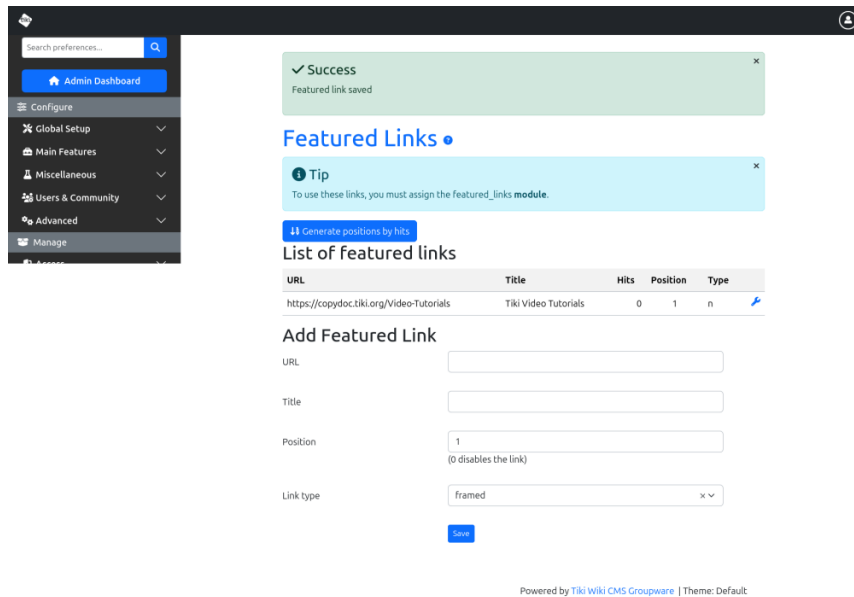 Search preferences...
Admin Dashboard
Configure
Global Setup
Main Features
Miscellaneous
Users & Community
Advanced
Manage
Success
Featured link saved
Featured Links
Tip
To use these links, you must assign the featured_links module.
Generate positions by hits
List of featured links
URL Title Hits Position Type
https://copydoc.tiki.org/Video-Tutorials Tiki Video Tutorials 0 1 n
Add Featured Link
URL
Title
Position 1
(0 disables the link)
Link type framed
Save
Powered by Tiki Wiki CMS Groupware | Theme: Default